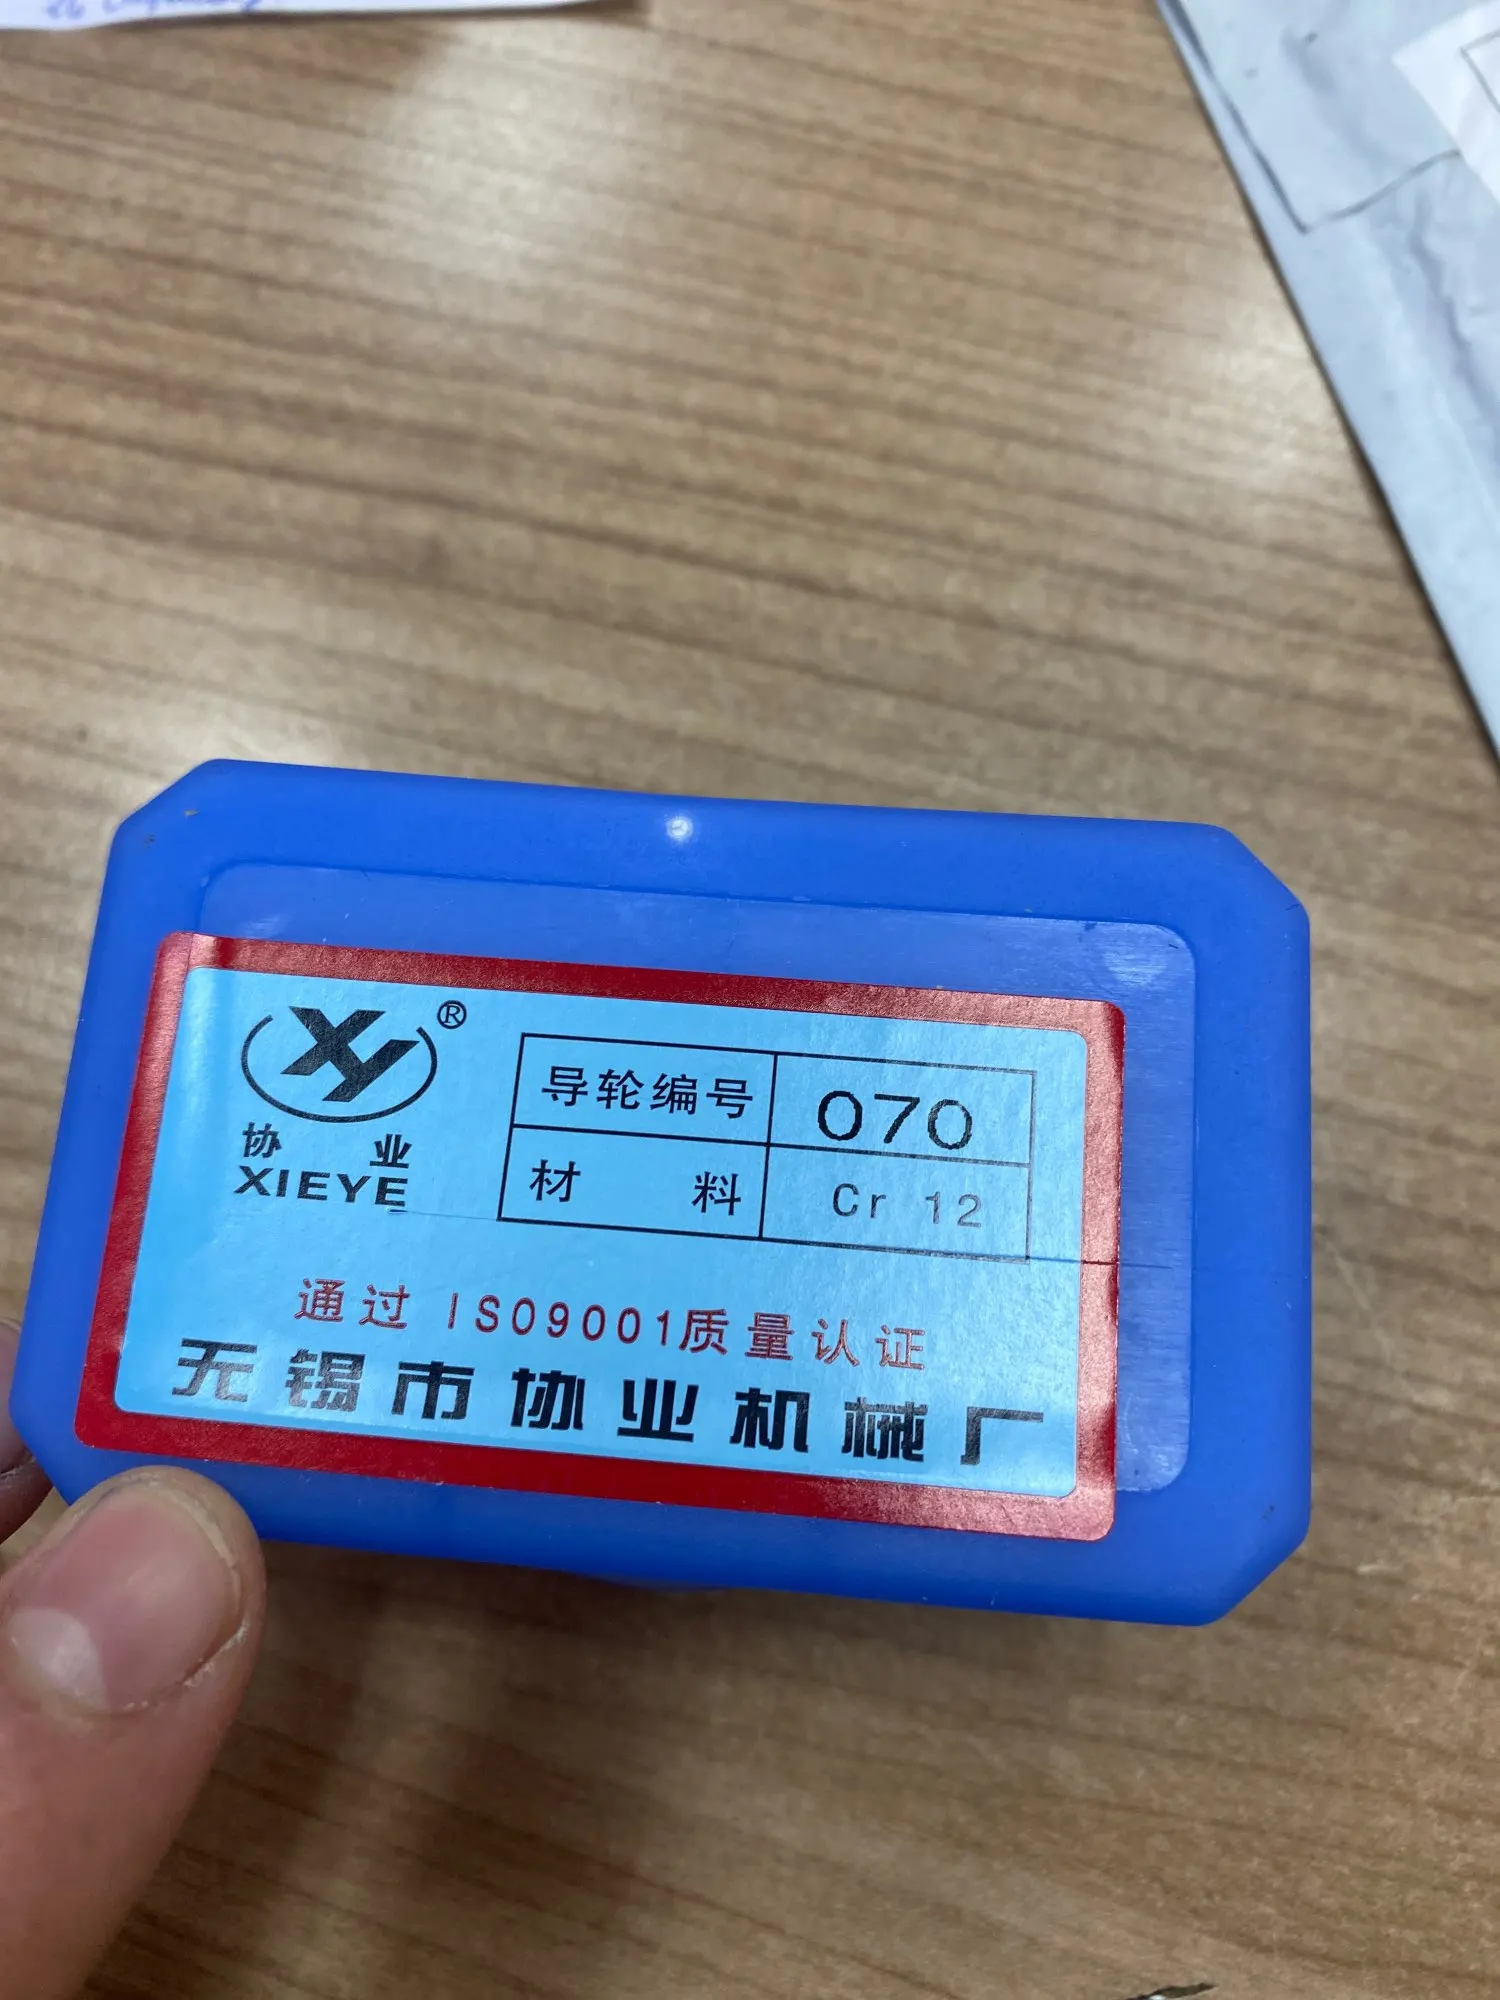 XY®
协业
XIEYE
导轮编号 070
材料 Cr 12
通过 ISO9001质量认证
无锡市协业机械厂